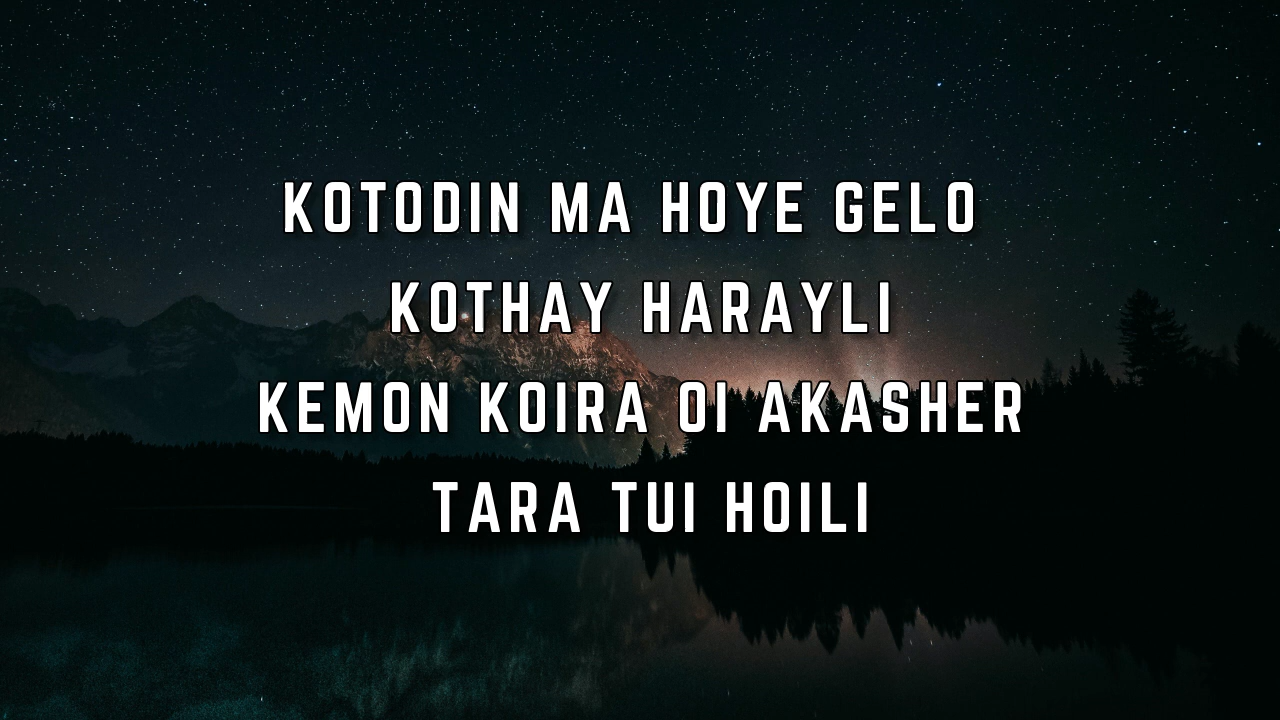 KOTODIN MA HOYE GELO
KOTHAY HARAYLI
KEMON KOIRA OI AKASHER
TARA TUI HOILI